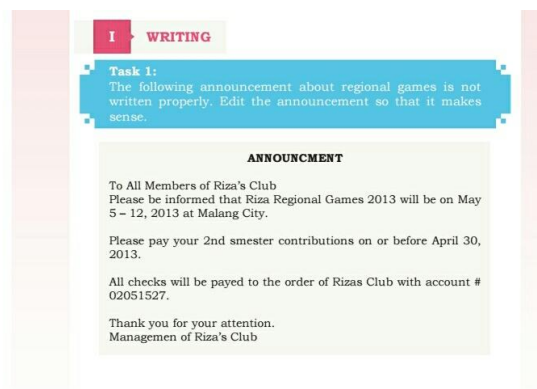 I WRITING
Task 1:
The following announcement about regional games is not
written properly. Edit the announcement so that it makes
sense.
ANNOUNCMENT
To All Members of Riza's Club
Please be informed that Riza Regional Games 2013 will be on May
5 – 12, 2013 at Malang City.
Please pay your 2nd smester contributions on or before April 30,
2013.
All checks will be payed to the order of Rizas Club with account #
02051527.
Thank you for your attention.
Managemen of Riza's Club